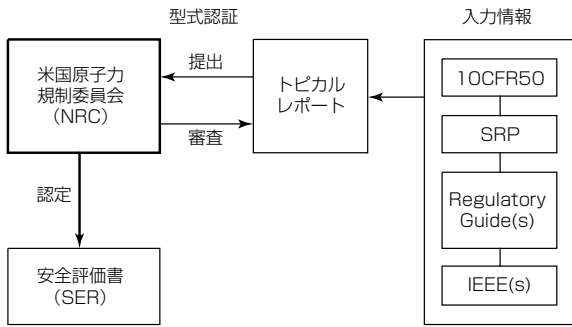 型式認証
入力情報
米国原子力
規制委員会
（NRC）
提出
審査
トピカル
レポート
10CFR50
SRP
Regulatory
Guide(s)
IEEE(s)
認定
安全評価書
（SER）